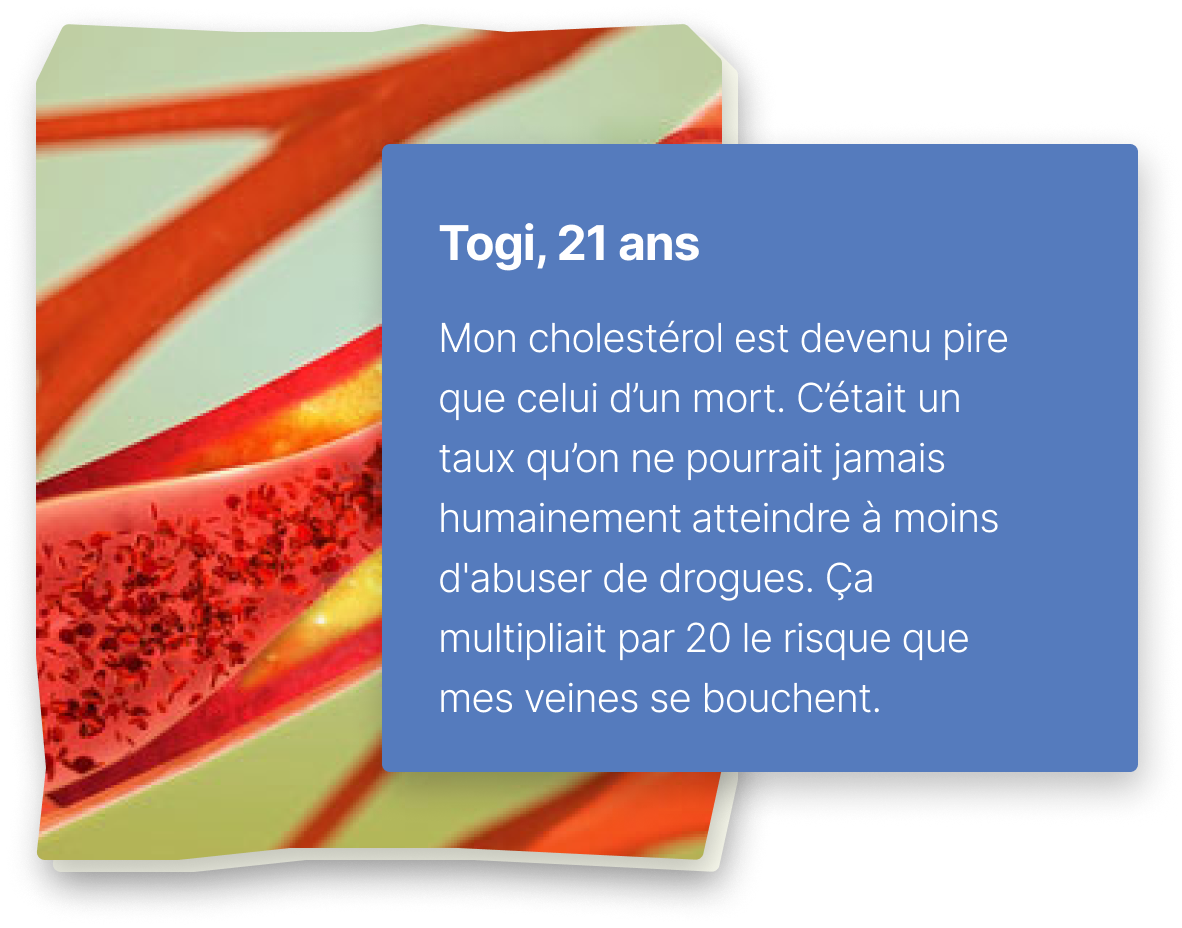 Togi, 21 ans
Mon cholestérol est devenu pire
que celui d’un mort. C’était un
taux qu’on ne pourrait jamais
humainement atteindre à moins
d'abuser de drogues. Ça
multipliait par 20 le risque que
mes veines se bouchent.